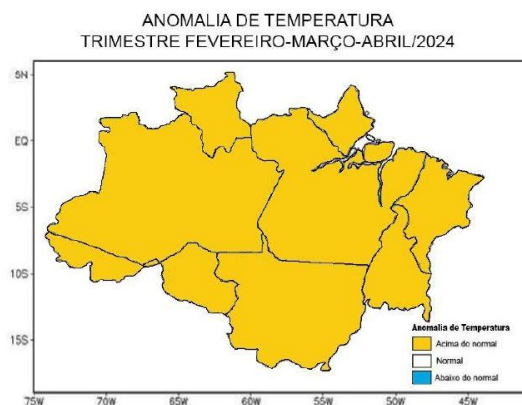 ANOMALIA DE TEMPERATURA
TRIMESTRE FEVEREIRO-MARÇO-ABRIL/2024
5N
EQ
5S
10S
15S
75W 70W 65W 60W 55W 50W 45W
Anomalia de Temperatura
Acima do normal
Normal
Abaixo do normal